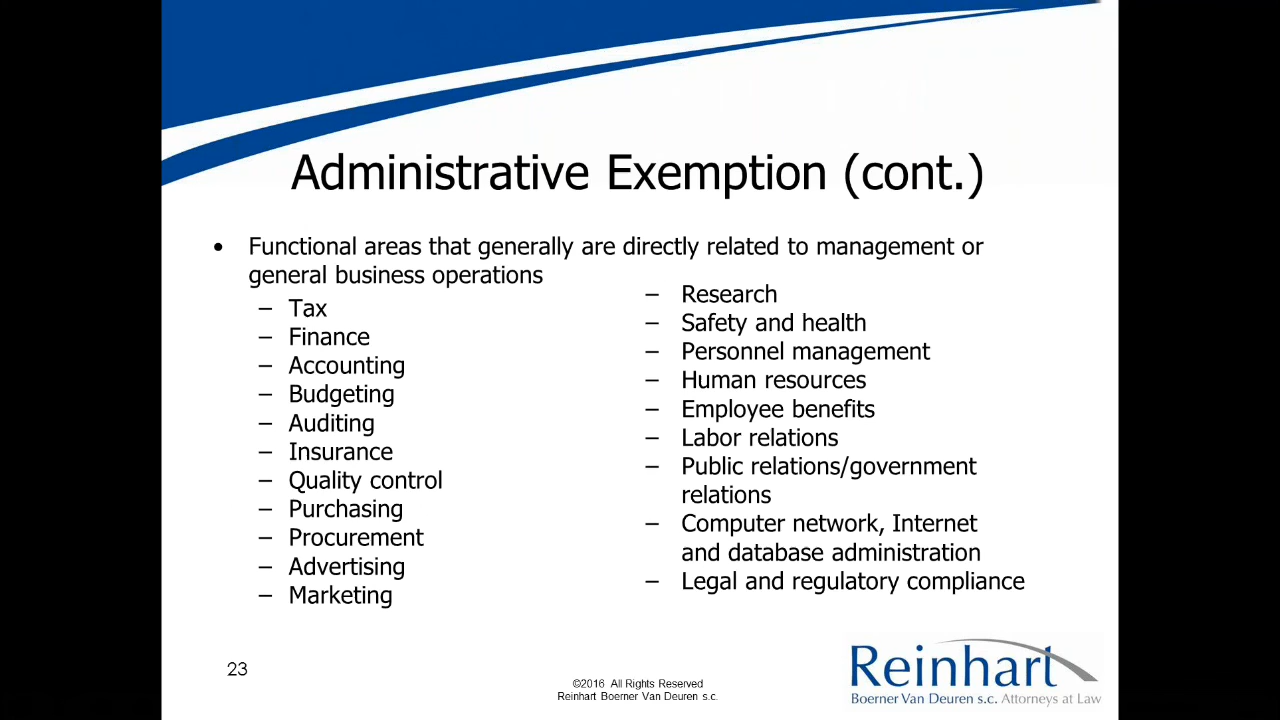 Administrative Exemption (cont.)
• Functional areas that generally are directly related to management or
general business operations
– Tax
– Finance
– Accounting
– Budgeting
– Auditing
– Insurance
– Quality control
– Purchasing
– Procurement
– Advertising
– Marketing
– Research
– Safety and health
– Personnel management
– Human resources
– Employee benefits
– Labor relations
– Public relations/government
relations
– Computer network, Internet
and database administration
– Legal and regulatory compliance
23
©2016 All Rights Reserved
Reinhart Boerner Van Deuren s.c.
Reinhart
Boerner Van Deuren s.c. Attorneys at Law